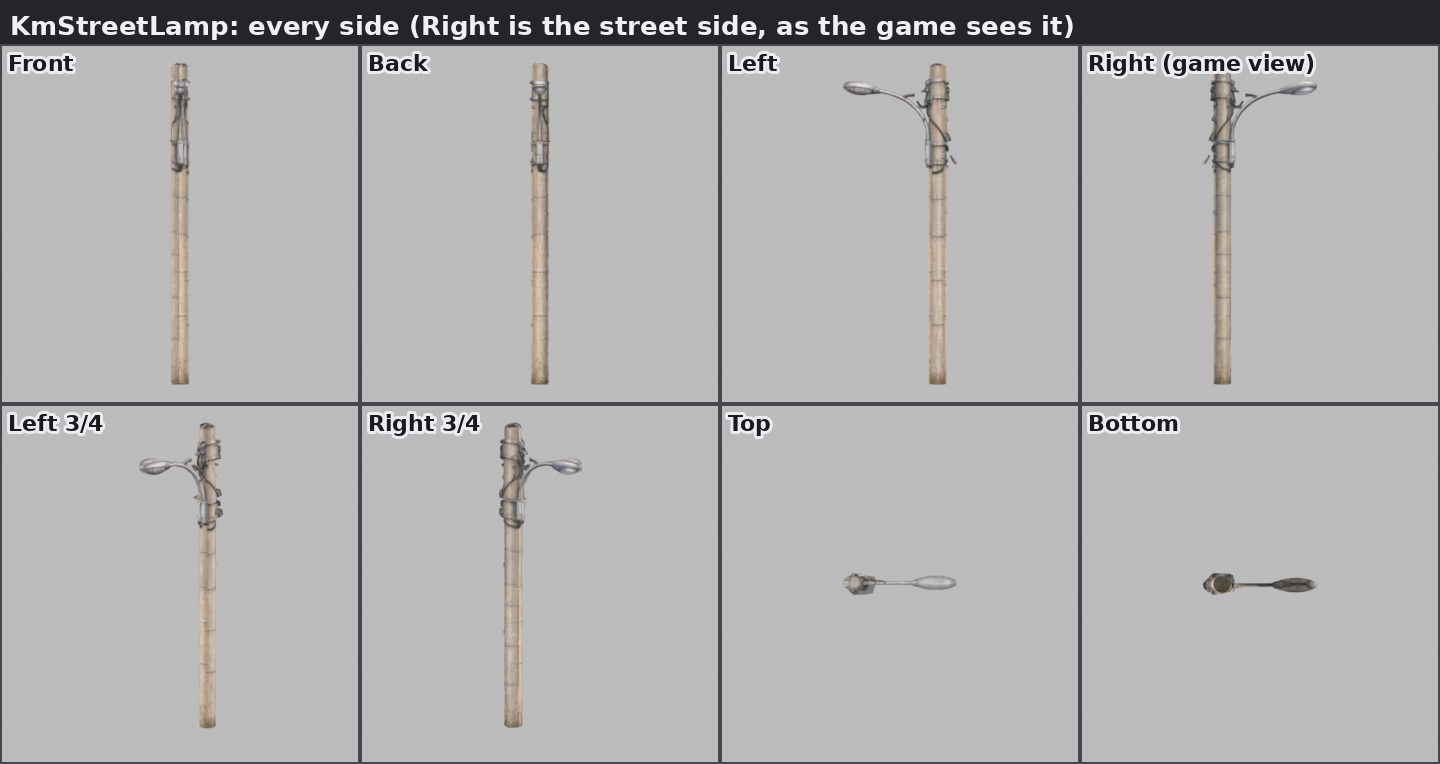 KmStreetLamp: every side (Right is the street side, as the game sees it)
Front
Back
Left
Right (game view)
Left 3/4
Right 3/4
Top
Bottom